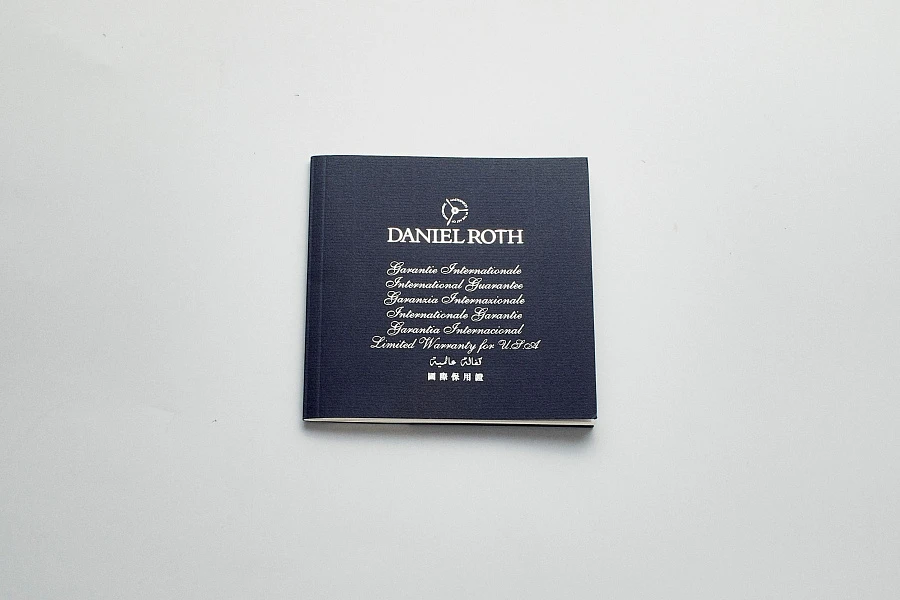 DANIEL ROTH
Garantie Internationale
International Guarantee
Garanzia Internazionale
Internationale Garantie
Garantia Internacional
Limited Warranty for U.S.A
كفالة عالمية
國際保用證